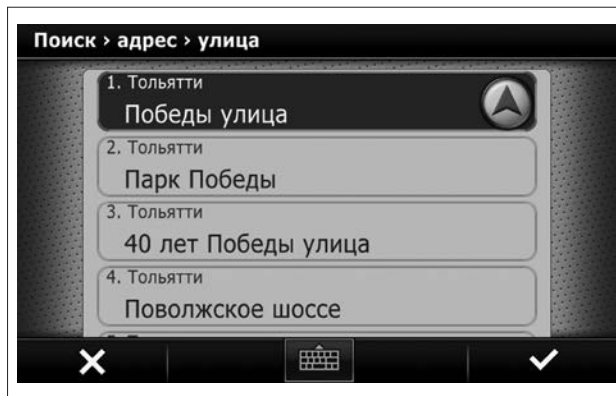 Поиск › адрес › улица
1. Тольятти
Победы улица
2. Тольятти
Парк Победы
3. Тольятти
40 лет Победы улица
4. Тольятти
Поволжское шоссе